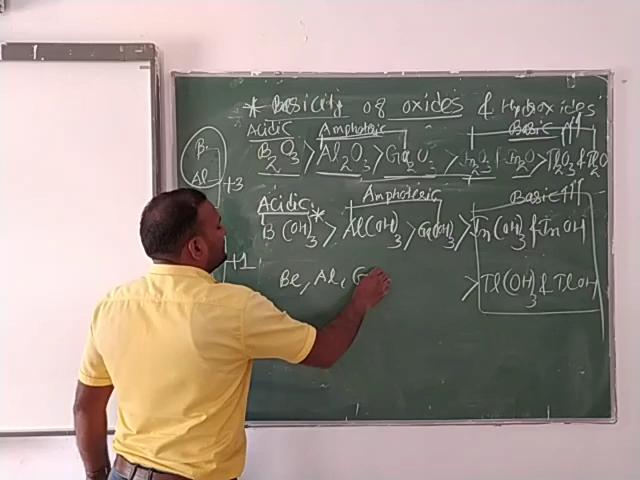 * Basicity of oxides & Hydroxides
Acidic Amphoteric Basic
B2O3 > Al2O3 > Ga2O3 > In2O3 | In2O > Tl2O3 & Tl2O
B
Al
+3
Amphoteric Basic
Acidic
B(OH)3 * > Al(OH)3 > Ga(OH)3 > In(OH)3 & InOH
+1
Be, Al, G > Tl(OH)3 & TlOH